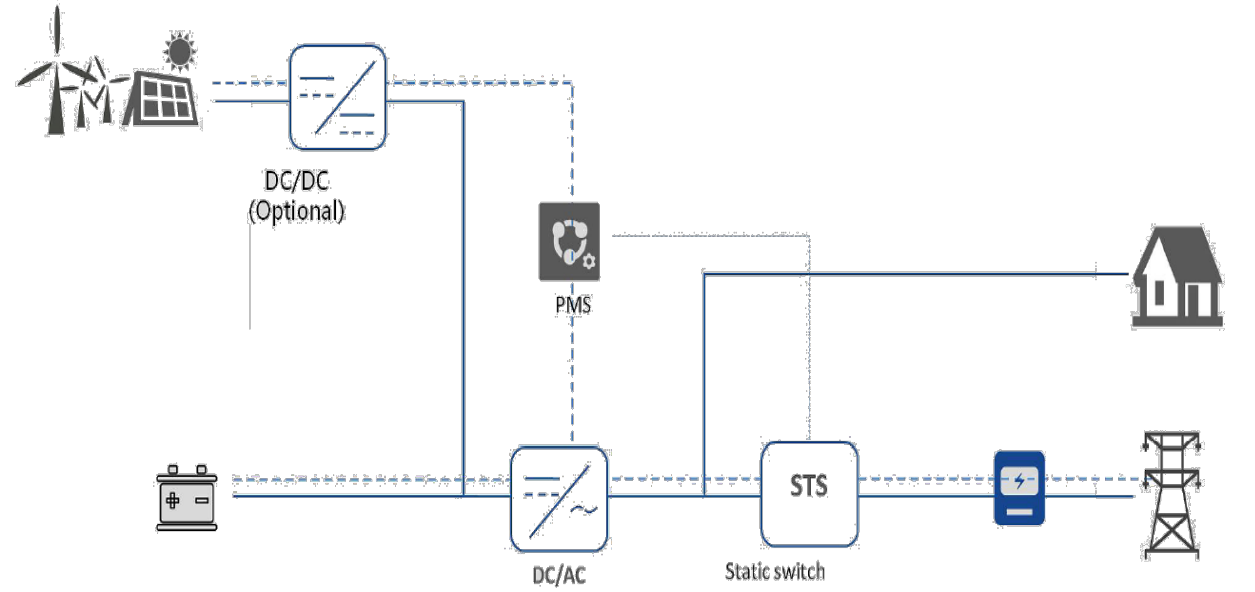 DC/DC
(Optional)
PMS
STS
DC/AC
Static switch